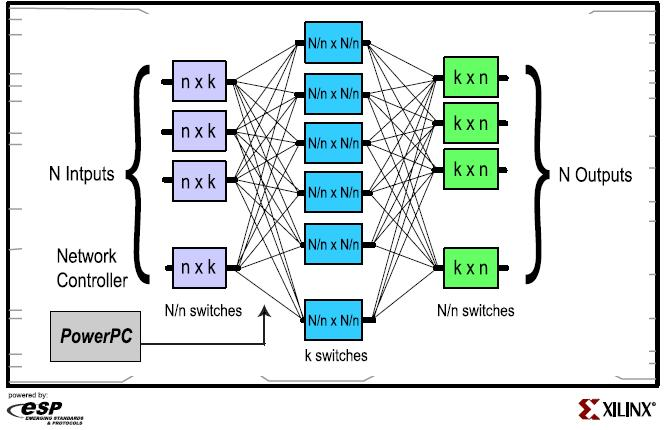 N/n x N/n
n x k
k x n
N/n x N/n
n x k
k x n
N/n x N/n
n x k
k x n
N Intputs
N Outputs
N/n x N/n
N/n x N/n
Network
Controller
n x k
k x n
N/n switches
N/n switches
N/n x N/n
PowerPC
k switches
powered by:
eSP
EMERGING STANDARDS
& PROTOCOLS
XILINX®